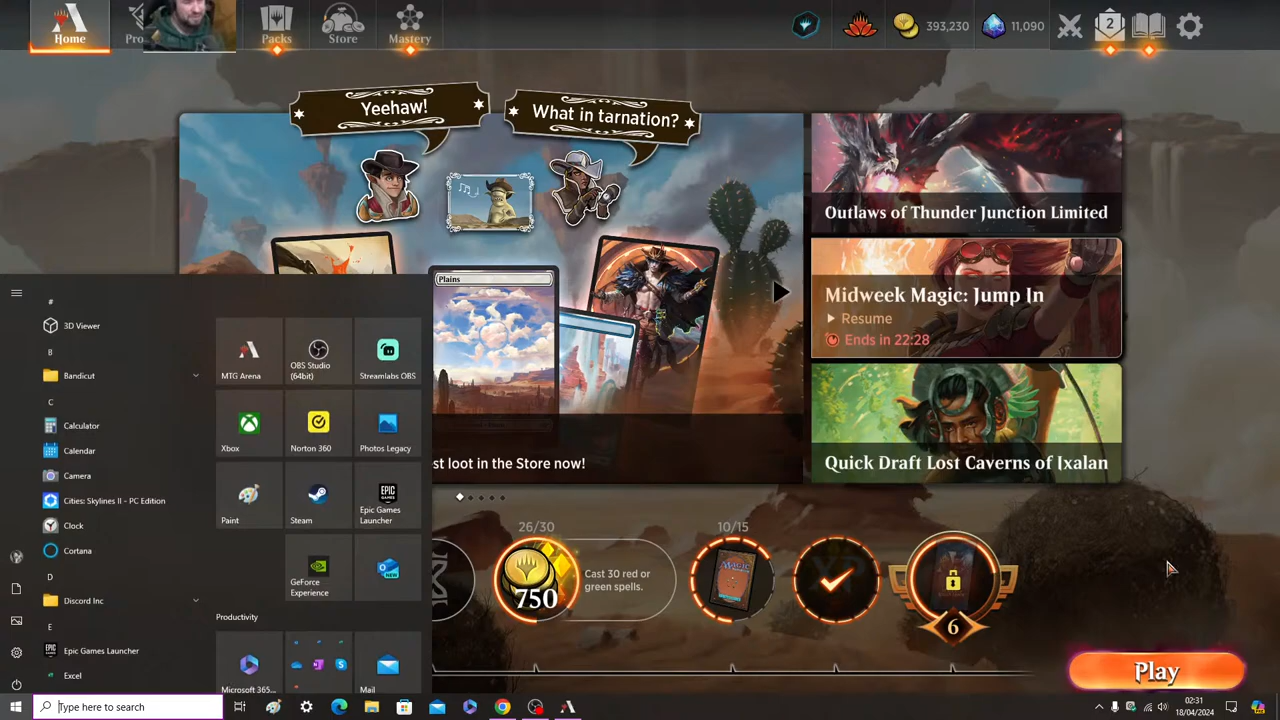 Home
Packs
Store
Mastery
393,230
11,090
2
Yeehaw!
What in tarnation?
Plains
Outlaws of Thunder Junction Limited
Midweek Magic: Jump In
Resume
Ends in 22:28
Quick Draft Lost Caverns of Ixalan
st loot in the Store now!
26/30
750
Cast 30 red or
green spells.
10/15
MAGIC
6
Play
#
3D Viewer
B
Bandicut
C
Calculator
Calendar
Camera
Cities: Skylines II - PC Edition
Clock
Cortana
D
Discord Inc
E
Epic Games Launcher
Excel
MTG Arena
OBS Studio
(64bit)
Streamlabs OBS
Xbox
Norton 360
Photos Legacy
Paint
Steam
EPIC
GAMES
Epic Games
Launcher
GeForce
Experience
NEW
Productivity
Microsoft 365...
Mail
Type here to search
02:31
18/04/2024